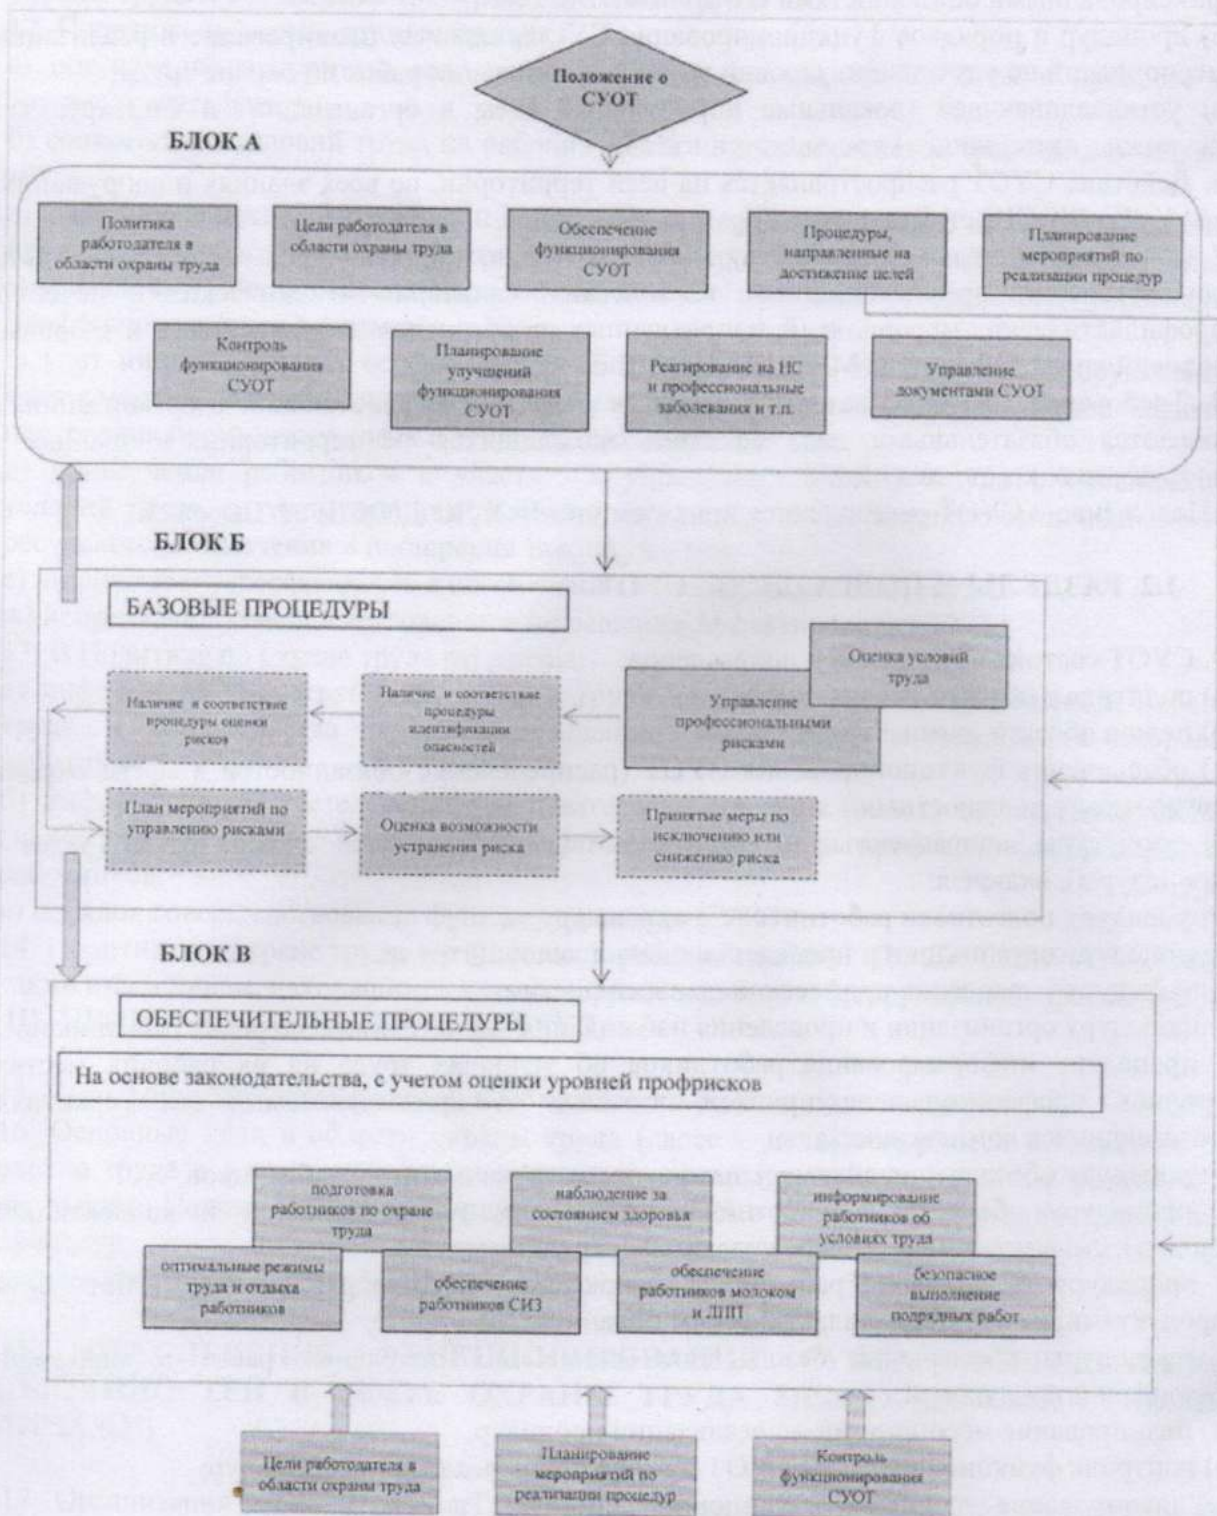 Положение о
СУОТ
БЛОК А
Политика
работодателя в
области охраны труда
Цели работодателя в
области охраны труда
Обеспечение
функционирования
СУОТ
Процедуры,
направленные на
достижение целей
Планирование
мероприятий по
реализации процедур
Контроль
функционирования
СУОТ
Планирование
улучшений
функционирования
СУОТ
Реагирование на НС
и профессиональные
заболевания и т.п.
Управление
документами СУОТ
БЛОК Б
БАЗОВЫЕ ПРОЦЕДУРЫ
Оценка условий
труда
Наличие и соответствие
процедуры оценки
рисков
Наличие и соответствие
процедуры
идентификации
опасностей
Управление
профессиональными
рисками
План мероприятий по
управлению рисками
Оценка возможности
устранения риска
Принятые меры по
исключению или
снижению риска
БЛОК В
ОБЕСПЕЧИТЕЛЬНЫЕ ПРОЦЕДУРЫ
На основе законодательства, с учетом оценки уровней профрисков
подготовка
работников по охране
труда
наблюдение за
состоянием здоровья
информирование
работников об
условиях труда
оптимальные режимы
труда и отдыха
работников
обеспечение
работников СИЗ
обеспечение
работников молоком
и ЛПП
безопасное
выполнение
подрядных работ
Цели работодателя в
области охраны труда
Планирование
мероприятий по
реализации процедур
Контроль
функционирования
СУОТ